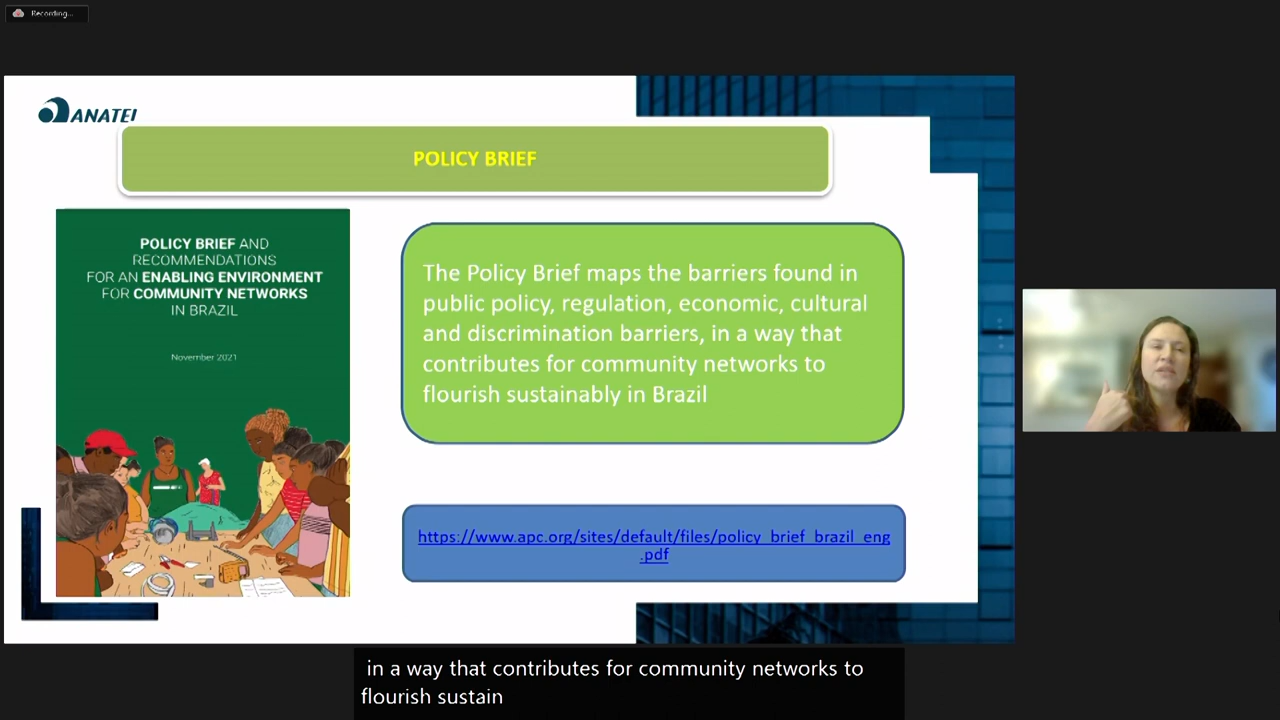 Recording...
ANATEL
POLICY BRIEF
POLICY BRIEF AND
RECOMMENDATIONS
FOR AN ENABLING ENVIRONMENT
FOR COMMUNITY NETWORKS
IN BRAZIL
November 2021
The Policy Brief maps the barriers found in
public policy, regulation, economic, cultural
and discrimination barriers, in a way that
contributes for community networks to
flourish sustainably in Brazil
https://www.apc.org/sites/default/files/policy_brief_brazil_eng
.pdf
in a way that contributes for community networks to
flourish sustain